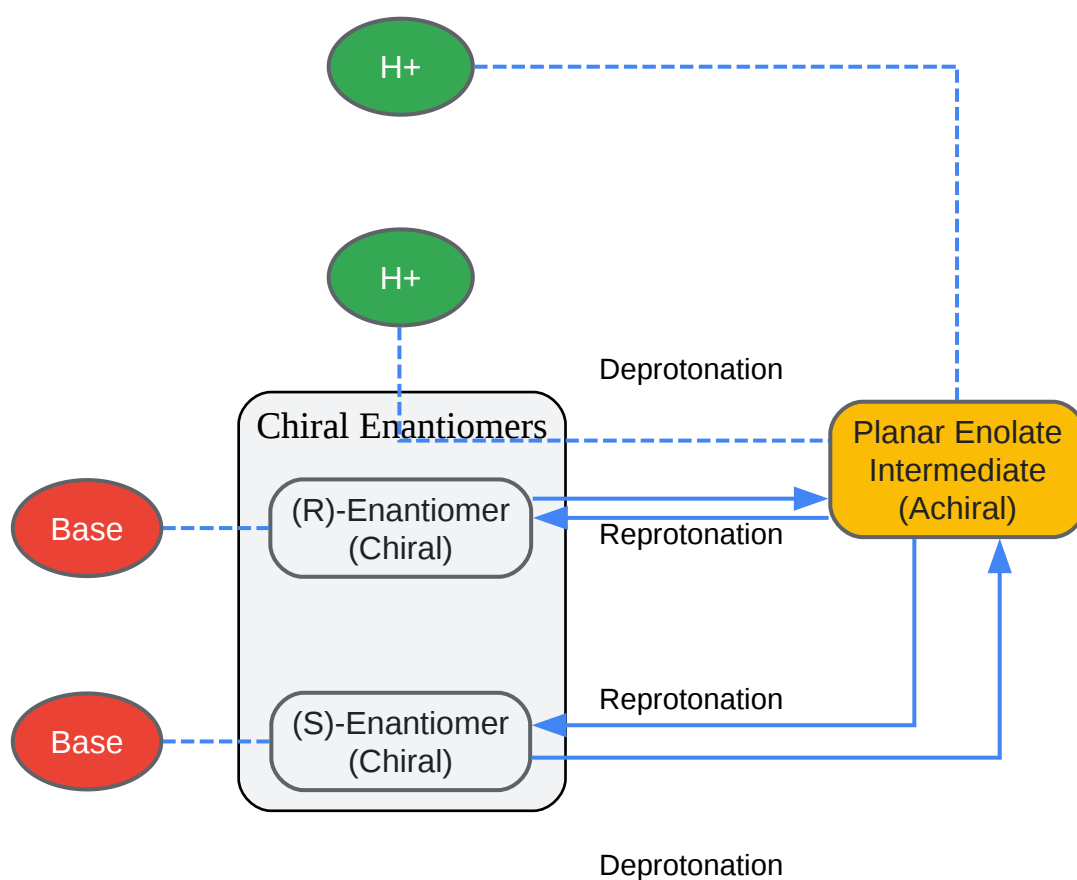 H+
H+
Deprotonation
Chiral Enantiomers
Planar Enolate
Intermediate
(Achiral)
Base
(R)-Enantiomer
(Chiral)
Reprotonation
Base
(S)-Enantiomer
(Chiral)
Reprotonation
Deprotonation